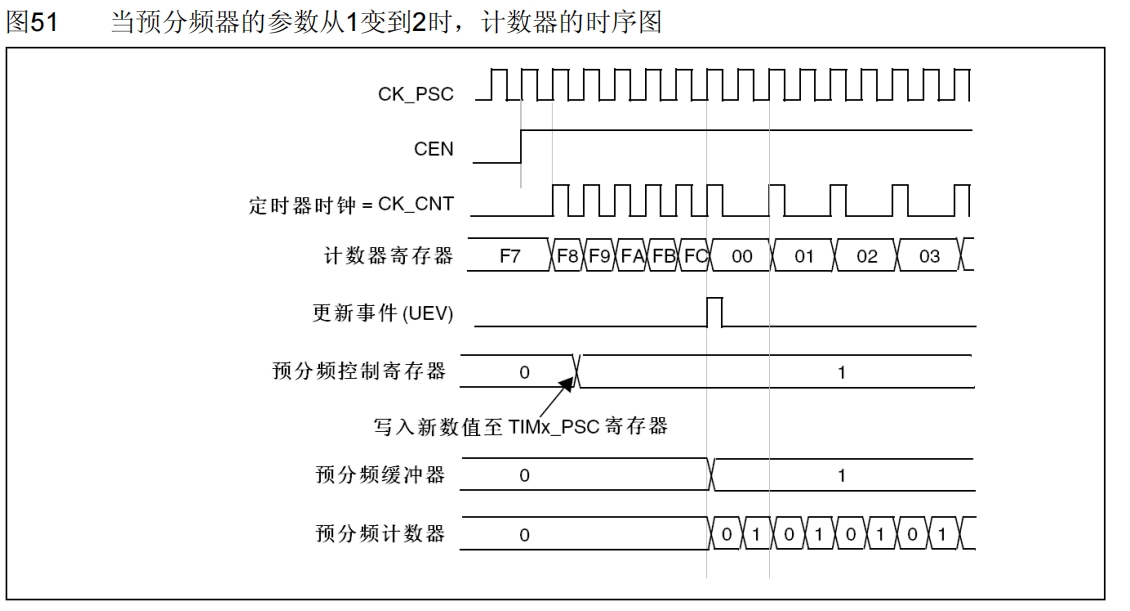 图51 当预分频器的参数从1变到2时，计数器的时序图
CK_PSC
CEN
定时器时钟 = CK_CNT
计数器寄存器 F7 F8 F9 FA FB FC 00 01 02 03
更新事件(UEV)
预分频控制寄存器 0 1
写入新数值至 TIMx_PSC 寄存器
预分频缓冲器 0 1
预分频计数器 0 0 1 0 1 0 1 0 1